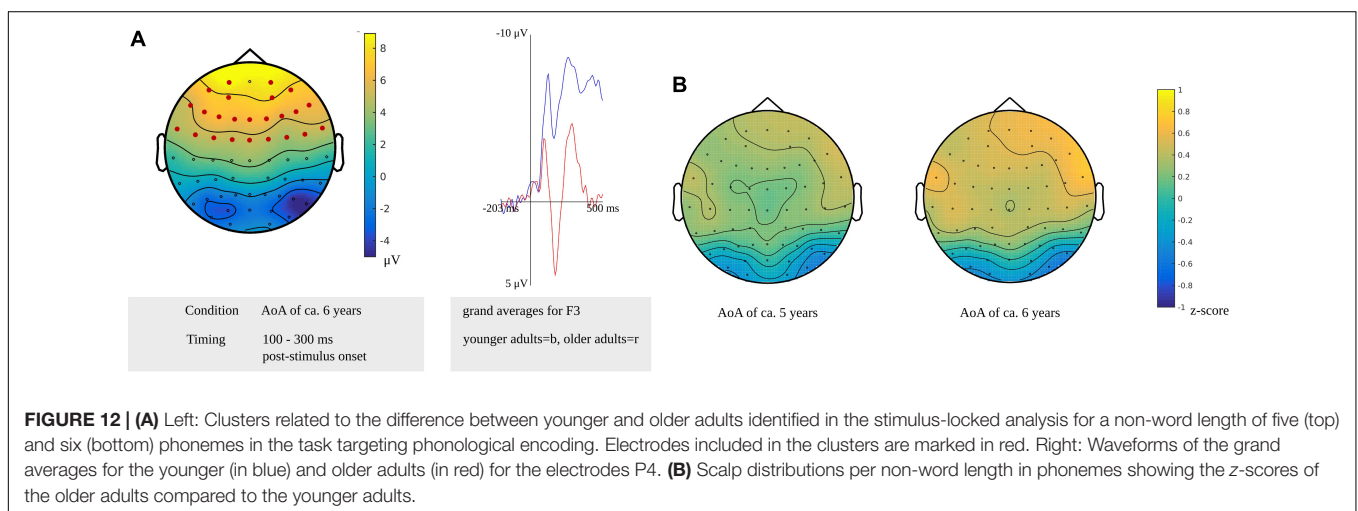 A
8
6
4
2
0
-2
-4
μV
-10 μV
-203 ms
500 ms
5 μV
Condition AoA of ca. 6 years
Timing 100 - 300 ms
post-stimulus onset
grand averages for F3
younger adults=b, older adults=r
B
AoA of ca. 5 years
AoA of ca. 6 years
1
0.8
0.6
0.4
0.2
0
-0.2
-0.4
-0.6
-0.8
-1
z-score
FIGURE 12 | (A) Left: Clusters related to the difference between younger and older adults identified in the stimulus-locked analysis for a non-word length of five (top)
and six (bottom) phonemes in the task targeting phonological encoding. Electrodes included in the clusters are marked in red. Right: Waveforms of the grand
averages for the younger (in blue) and older adults (in red) for the electrodes P4. (B) Scalp distributions per non-word length in phonemes showing the z-scores of
the older adults compared to the younger adults.